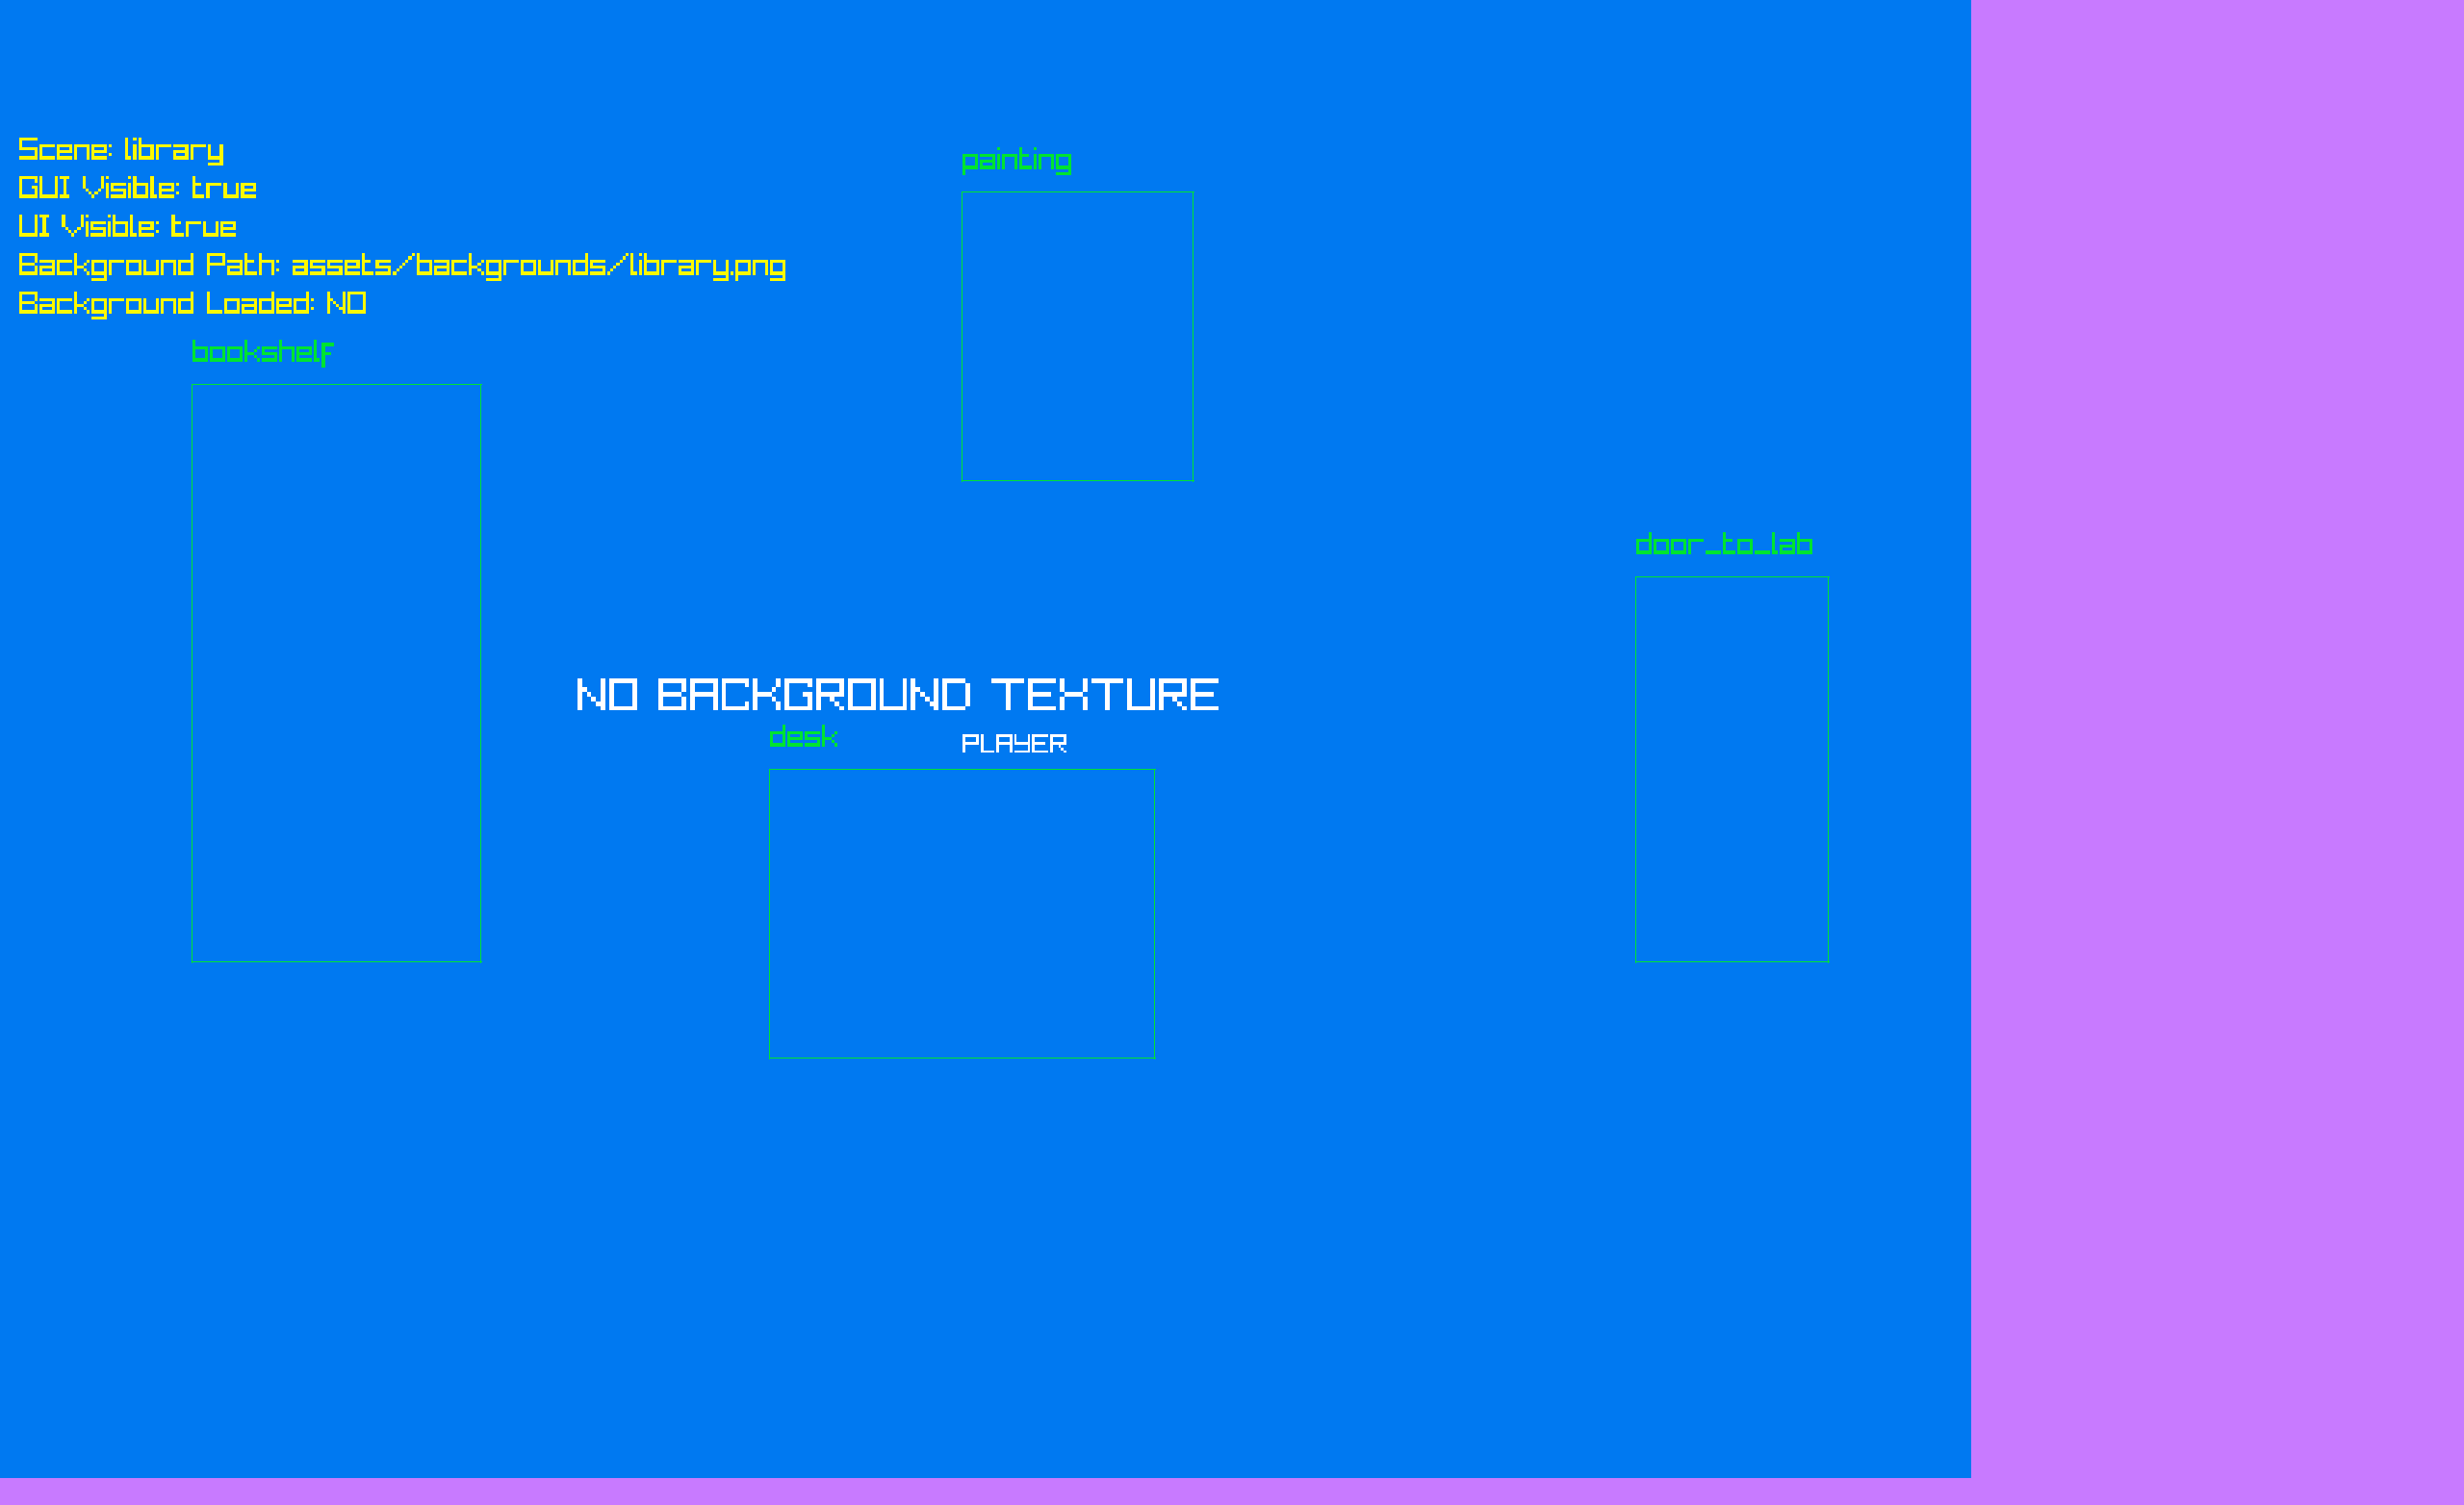 Scene: library
GUI Visible: true
UI Visible: true
Background Path: assets/backgrounds/library.png
Background Loaded: NO
painting
bookshelf
door_to_lab
NO BACKGROUND TEXTURE
desk
PLAYER